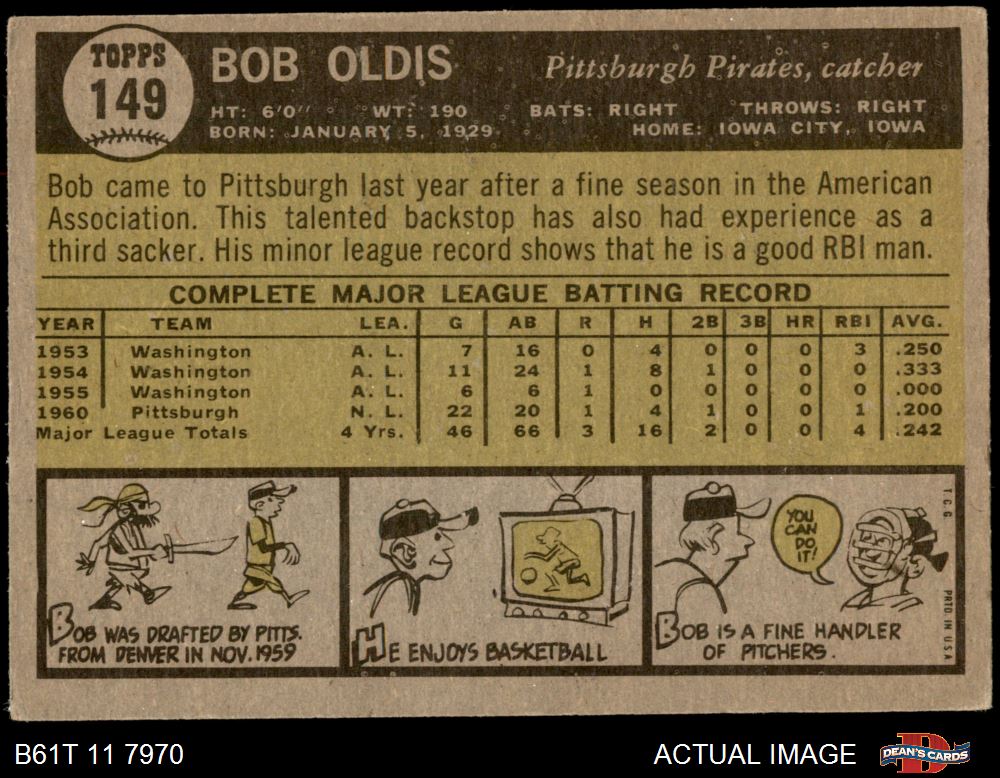 TOPPS
149
BOB OLDIS
Pittsburgh Pirates, catcher
HT: 6'0" WT: 190 BATS: RIGHT THROWS: RIGHT
BORN: JANUARY 5, 1929 HOME: IOWA CITY, IOWA
Bob came to Pittsburgh last year after a fine season in the American
Association. This talented backstop has also had experience as a
third sacker. His minor league record shows that he is a good RBI man.
COMPLETE MAJOR LEAGUE BATTING RECORD
YEAR TEAM LEA. G AB R H 2B 3B HR RBI AVG.
1953 Washington A. L. 7 16 0 4 0 0 0 3 .250
1954 Washington A. L. 11 24 1 8 1 0 0 0 .333
1955 Washington A. L. 6 6 1 0 0 0 0 0 .000
1960 Pittsburgh N. L. 22 20 1 4 1 0 0 1 .200
Major League Totals 4 Yrs. 46 66 3 16 2 0 0 4 .242
BOB WAS DRAFTED BY PITTS.
FROM DENVER IN NOV. 1959
HE ENJOYS BASKETBALL
YOU
CAN
DO
IT!
BOB IS A FINE HANDLER
OF PITCHERS.
T.C.G.
PRTD. IN U.S.A.
B61T 11 7970
ACTUAL IMAGE
D
DEAN'S CARDS